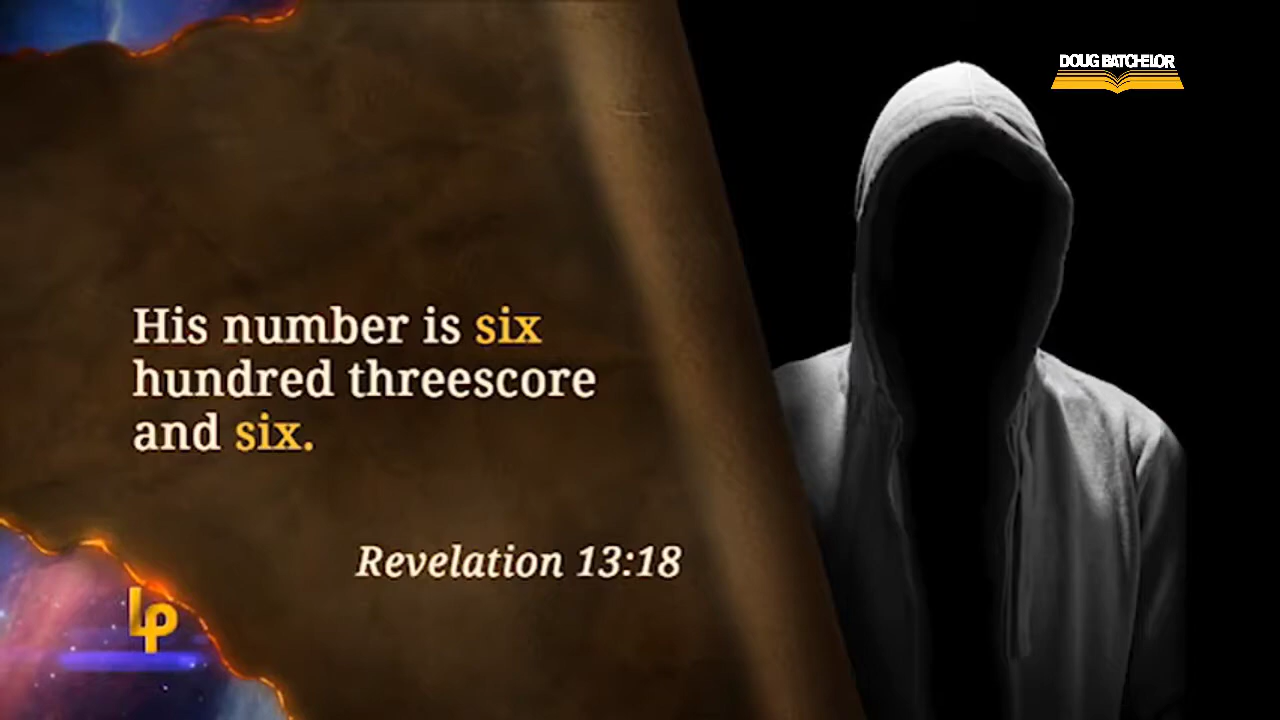 DOUG BATCHELOR
His number is six
hundred threescore
and six.
Revelation 13:18
Lp